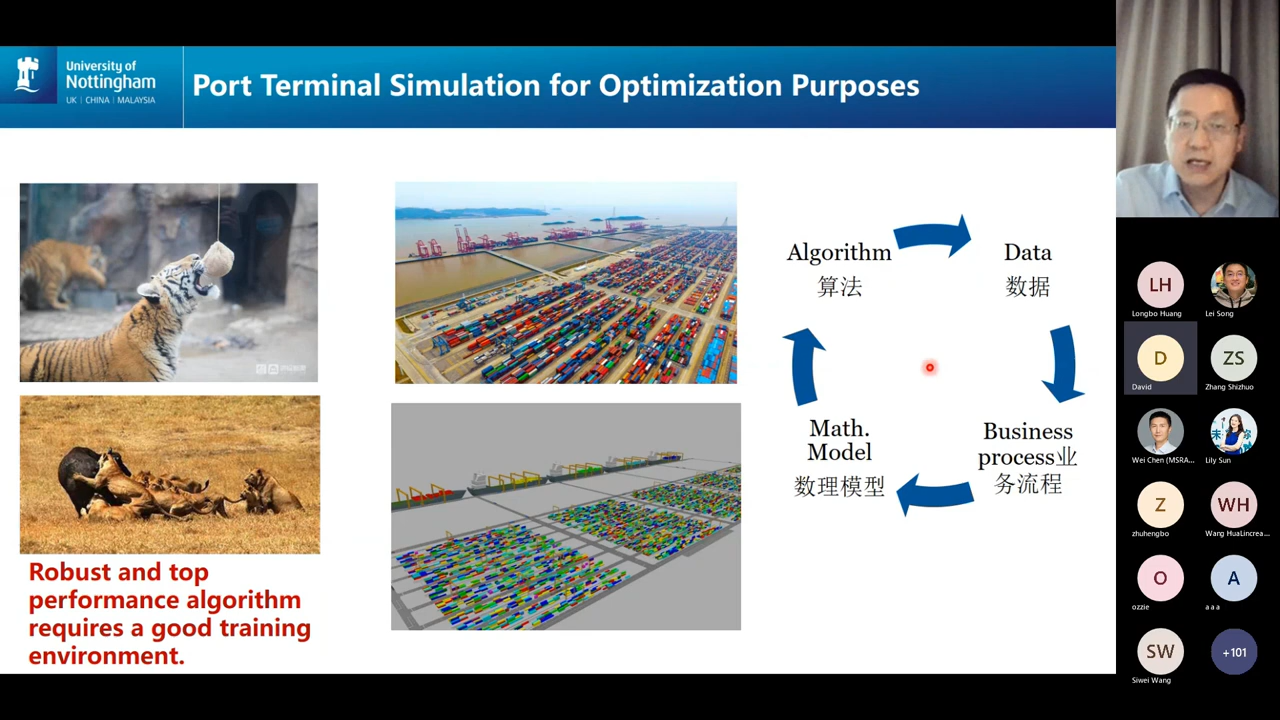 University of
Nottingham
UK | CHINA | MALAYSIA
Port Terminal Simulation for Optimization Purposes
Algorithm
算法
Data
数据
Math.
Model
数理模型
Business
process业
务流程
Robust and top
performance algorithm
requires a good training
environment.
LH
Longbo Huang
Lei Song
D
David
ZS
Zhang Shizhuo
Wei Chen (MSRA...
Lily Sun
Z
zhuhengbo
WH
Wang HuaLincrea...
O
ozzie
A
a a a
SW
Siwei Wang
+101